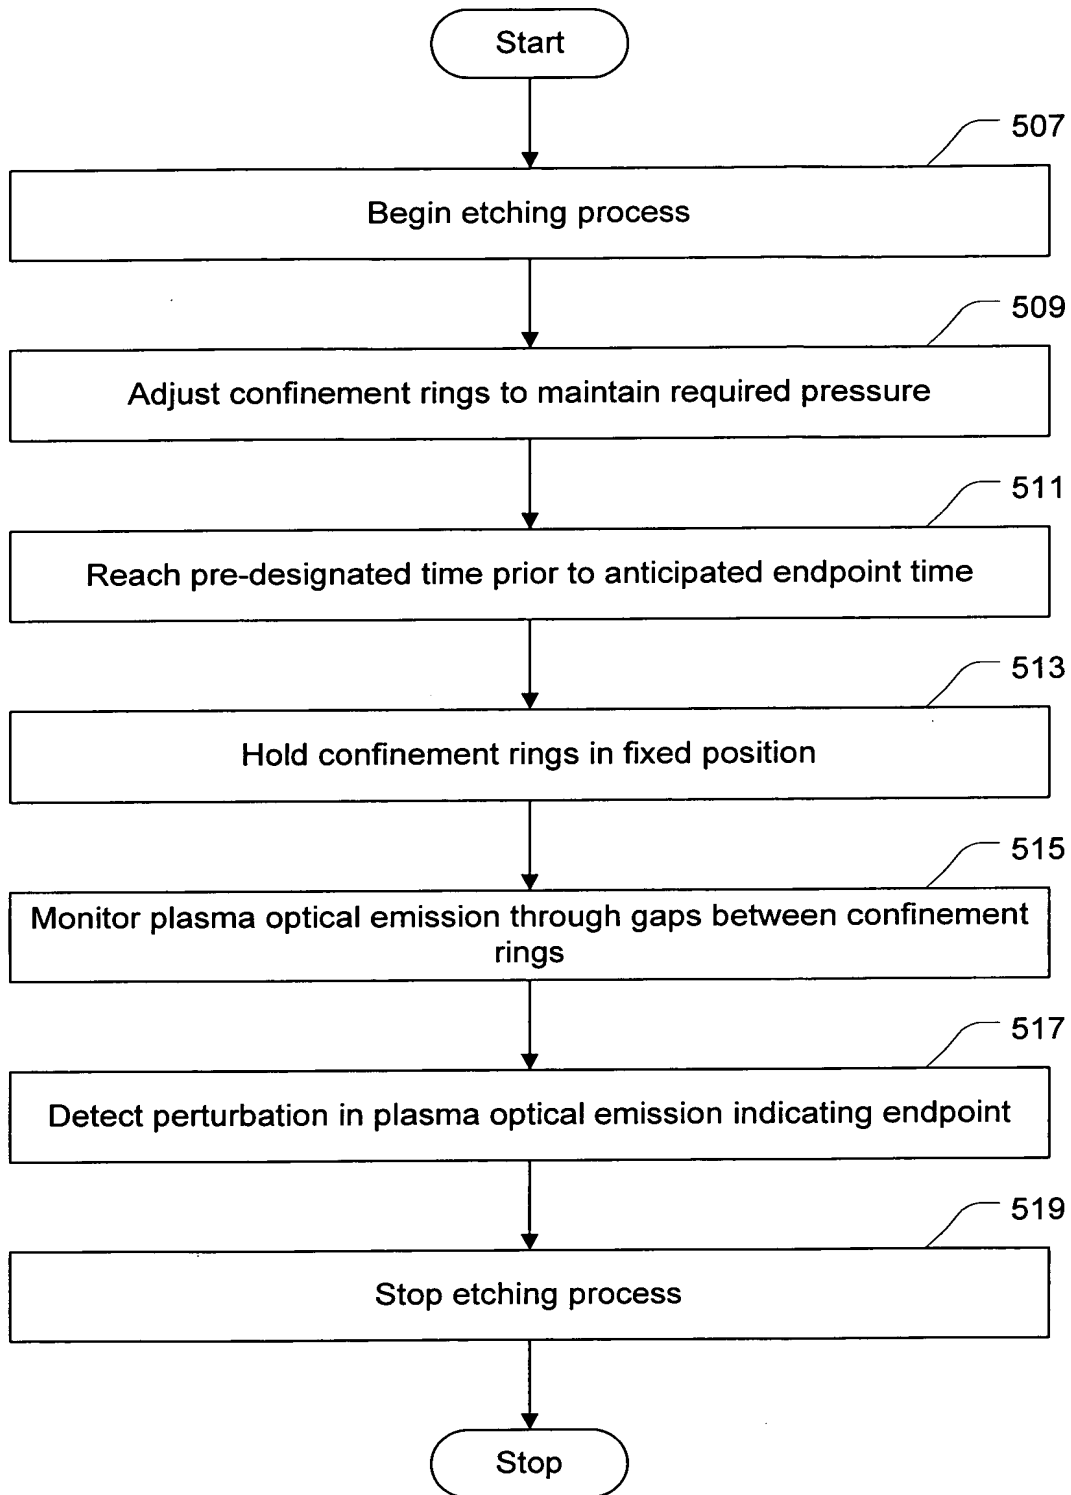 Start
507
Begin etching process
509
Adjust confinement rings to maintain required pressure
511
Reach pre-designated time prior to anticipated endpoint time
513
Hold confinement rings in fixed position
515
Monitor plasma optical emission through gaps between confinement
rings
517
Detect perturbation in plasma optical emission indicating endpoint
519
Stop etching process
Stop